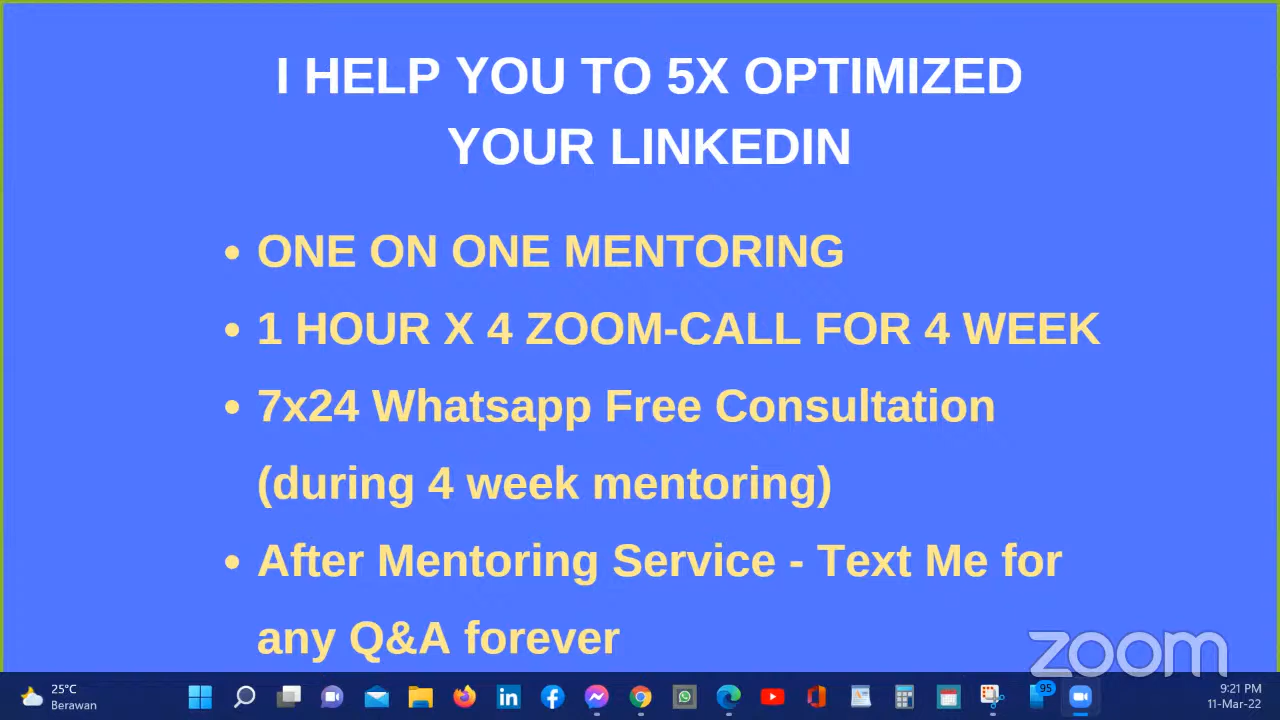 I HELP YOU TO 5X OPTIMIZED
YOUR LINKEDIN
• ONE ON ONE MENTORING
• 1 HOUR X 4 ZOOM-CALL FOR 4 WEEK
• 7x24 Whatsapp Free Consultation
(during 4 week mentoring)
• After Mentoring Service - Text Me for
any Q&A forever
zoom
25°C
Berawan
95
9:21 PM
11-Mar-22